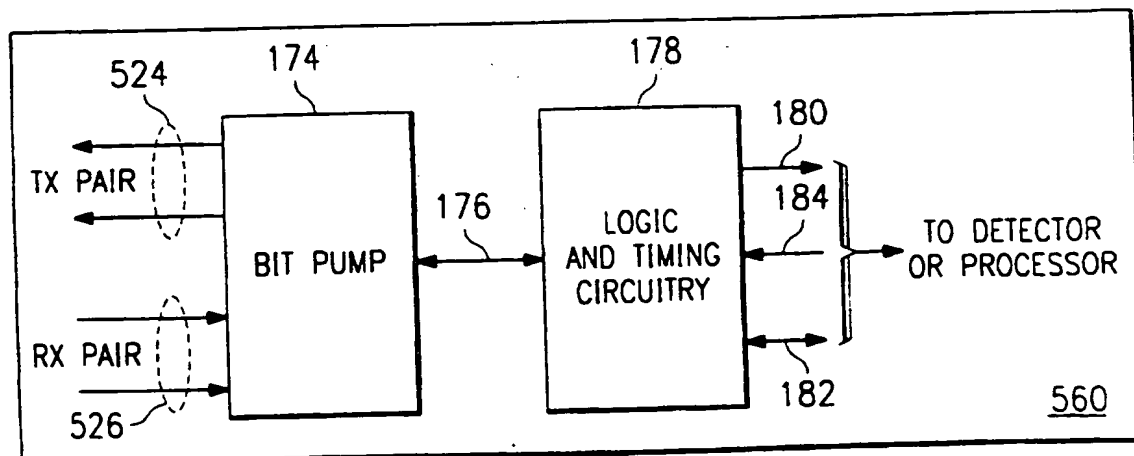 524
174
178
180
TX PAIR
176
184
BIT PUMP
LOGIC
AND TIMING
CIRCUITRY
TO DETECTOR
OR PROCESSOR
RX PAIR
526
182
560